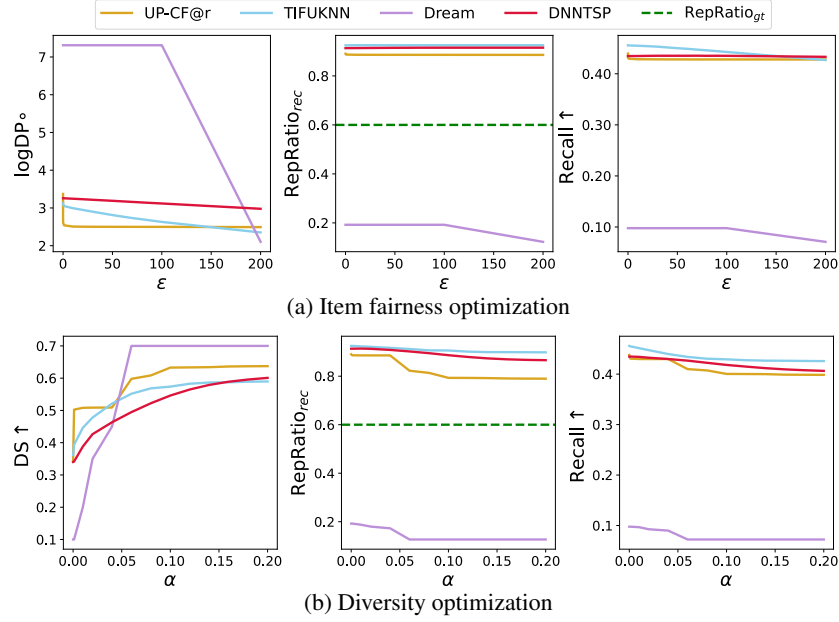 UP-CF@r TIFUKNN Dream DNNTSP RepRatio_gt
logDP∘
7
6
5
4
3
2
0 50 100 150 200
ε
RepRatio_rec
0.8
0.6
0.4
0.2
0 50 100 150 200
ε
Recall ↑
0.40
0.30
0.20
0.10
0 50 100 150 200
ε
(a) Item fairness optimization
DS ↑
0.7
0.6
0.5
0.4
0.3
0.2
0.1
0.00 0.05 0.10 0.15 0.20
α
RepRatio_rec
0.8
0.6
0.4
0.2
0.00 0.05 0.10 0.15 0.20
α
Recall ↑
0.4
0.3
0.2
0.1
0.00 0.05 0.10 0.15 0.20
α
(b) Diversity optimization